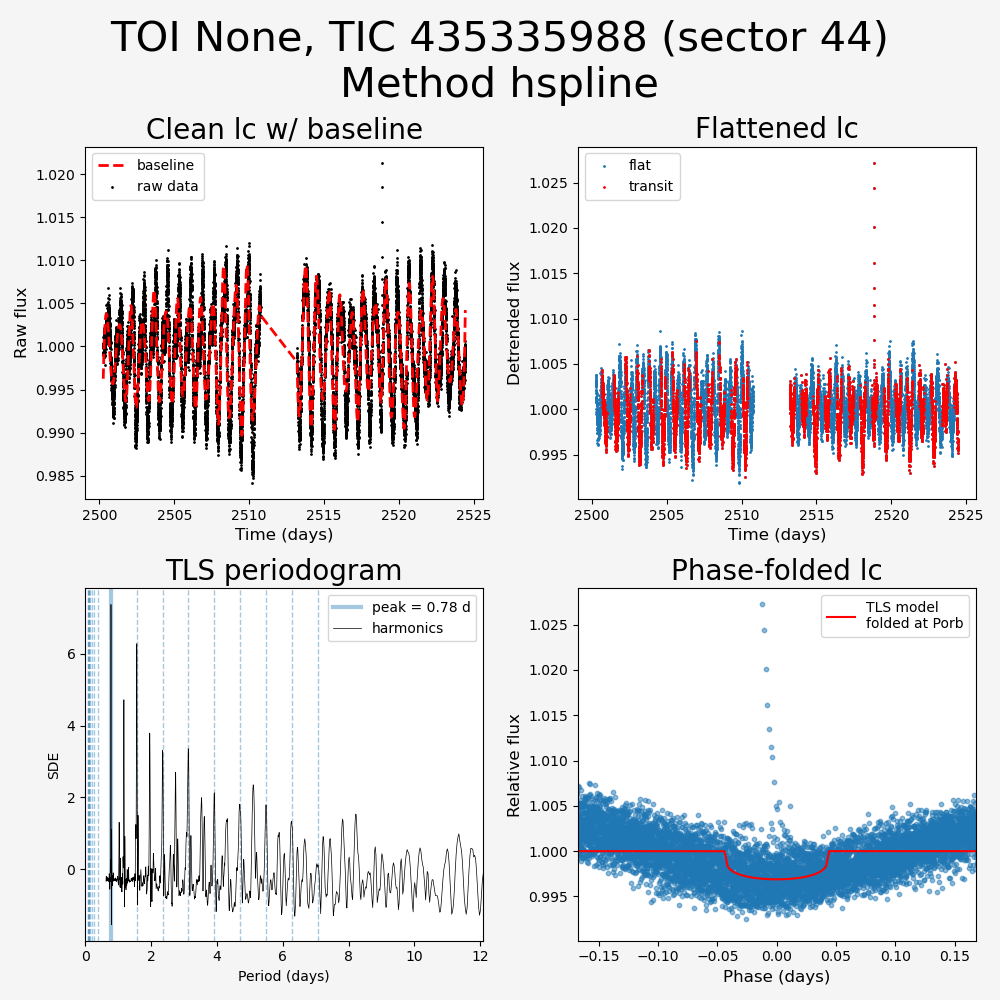 TOI None, TIC 435335988 (sector 44)
Method hspline
Clean lc w/ baseline
Flattened lc
baseline
raw data
flat
transit
Raw flux
1.020
1.015
1.010
1.005
1.000
0.995
0.990
0.985
2500
2505
2510
2515
2520
2525
Time (days)
Detrended flux
1.025
1.020
1.015
1.010
1.005
1.000
0.995
2500
2505
2510
2515
2520
2525
Time (days)
TLS periodogram
Phase-folded lc
peak = 0.78 d
harmonics
SDE
6
4
2
0
0
2
4
6
8
10
12
Period (days)
TLS model
folded at Porb
Relative flux
1.025
1.020
1.015
1.010
1.005
1.000
0.995
−0.15
−0.10
−0.05
0.00
0.05
0.10
0.15
Phase (days)